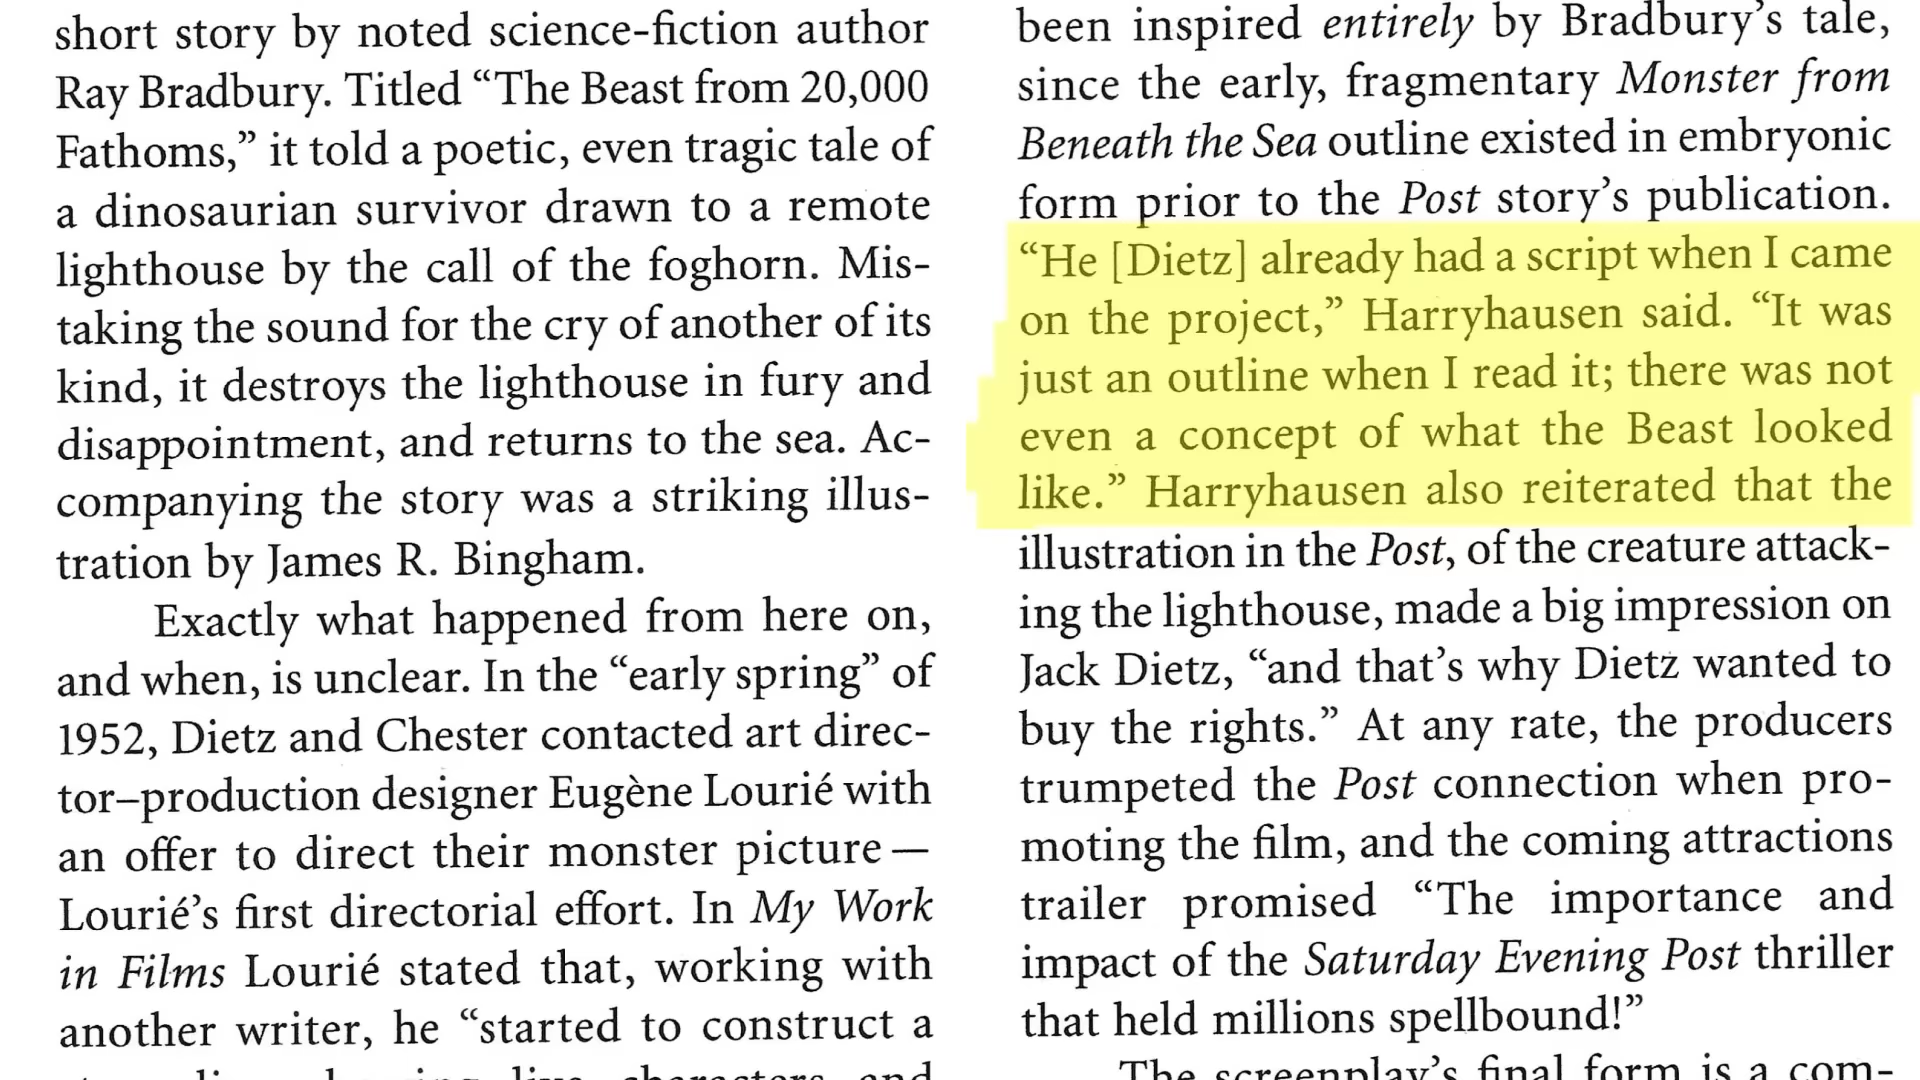 short story by noted science-fiction author
Ray Bradbury. Titled “The Beast from 20,000
Fathoms,” it told a poetic, even tragic tale of
a dinosaurian survivor drawn to a remote
lighthouse by the call of the foghorn. Mis-
taking the sound for the cry of another of its
kind, it destroys the lighthouse in fury and
disappointment, and returns to the sea. Ac-
companying the story was a striking illus-
tration by James R. Bingham.
Exactly what happened from here on,
and when, is unclear. In the “early spring” of
1952, Dietz and Chester contacted art direc-
tor–production designer Eugène Lourié with
an offer to direct their monster picture—
Lourié’s first directorial effort. In My Work
in Films Lourié stated that, working with
another writer, he “started to construct a
live characters and
been inspired entirely by Bradbury’s tale,
since the early, fragmentary Monster from
Beneath the Sea outline existed in embryonic
form prior to the Post story’s publication.
“He [Dietz] already had a script when I came
on the project,” Harryhausen said. “It was
just an outline when I read it; there was not
even a concept of what the Beast looked
like.” Harryhausen also reiterated that the
illustration in the Post, of the creature attack-
ing the lighthouse, made a big impression on
Jack Dietz, “and that’s why Dietz wanted to
buy the rights.” At any rate, the producers
trumpeted the Post connection when pro-
moting the film, and the coming attractions
trailer promised “The importance and
impact of the Saturday Evening Post thriller
that held millions spellbound!”
The screenplay’s final form is a com-